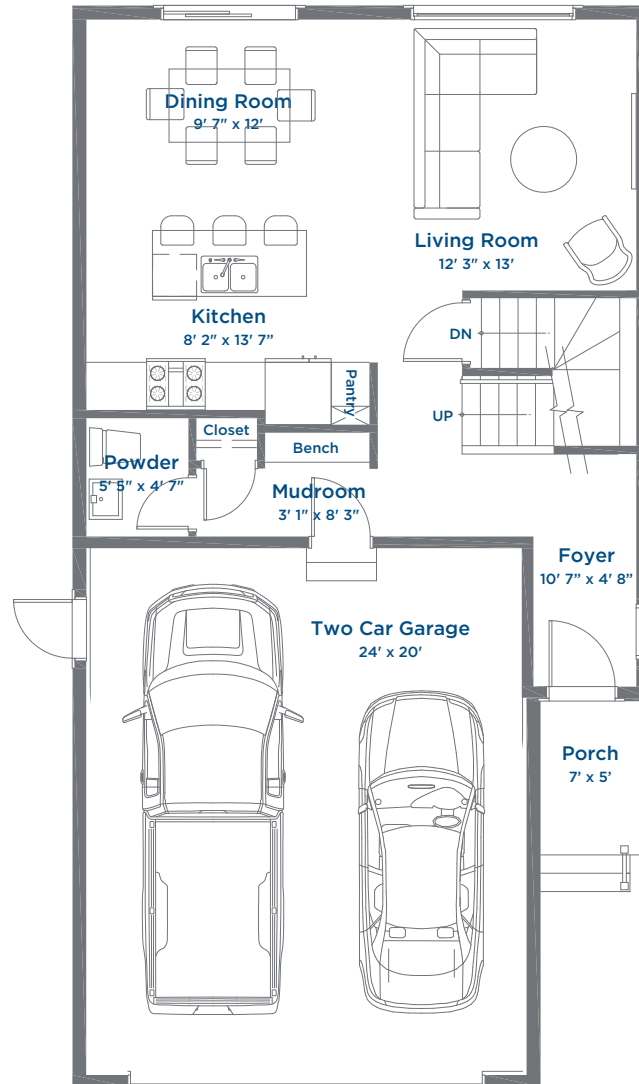 Dining Room
9' 7" x 12'
Living Room
12' 3" x 13'
Kitchen
8' 2" x 13' 7”
DN
Pantry
UP
Closet
Bench
Powder
5' 5" x 4' 7"
Mudroom
3' 1" x 8' 3"
Foyer
10' 7" x 4' 8”
Two Car Garage
24' x 20'
Porch
7’ x 5’